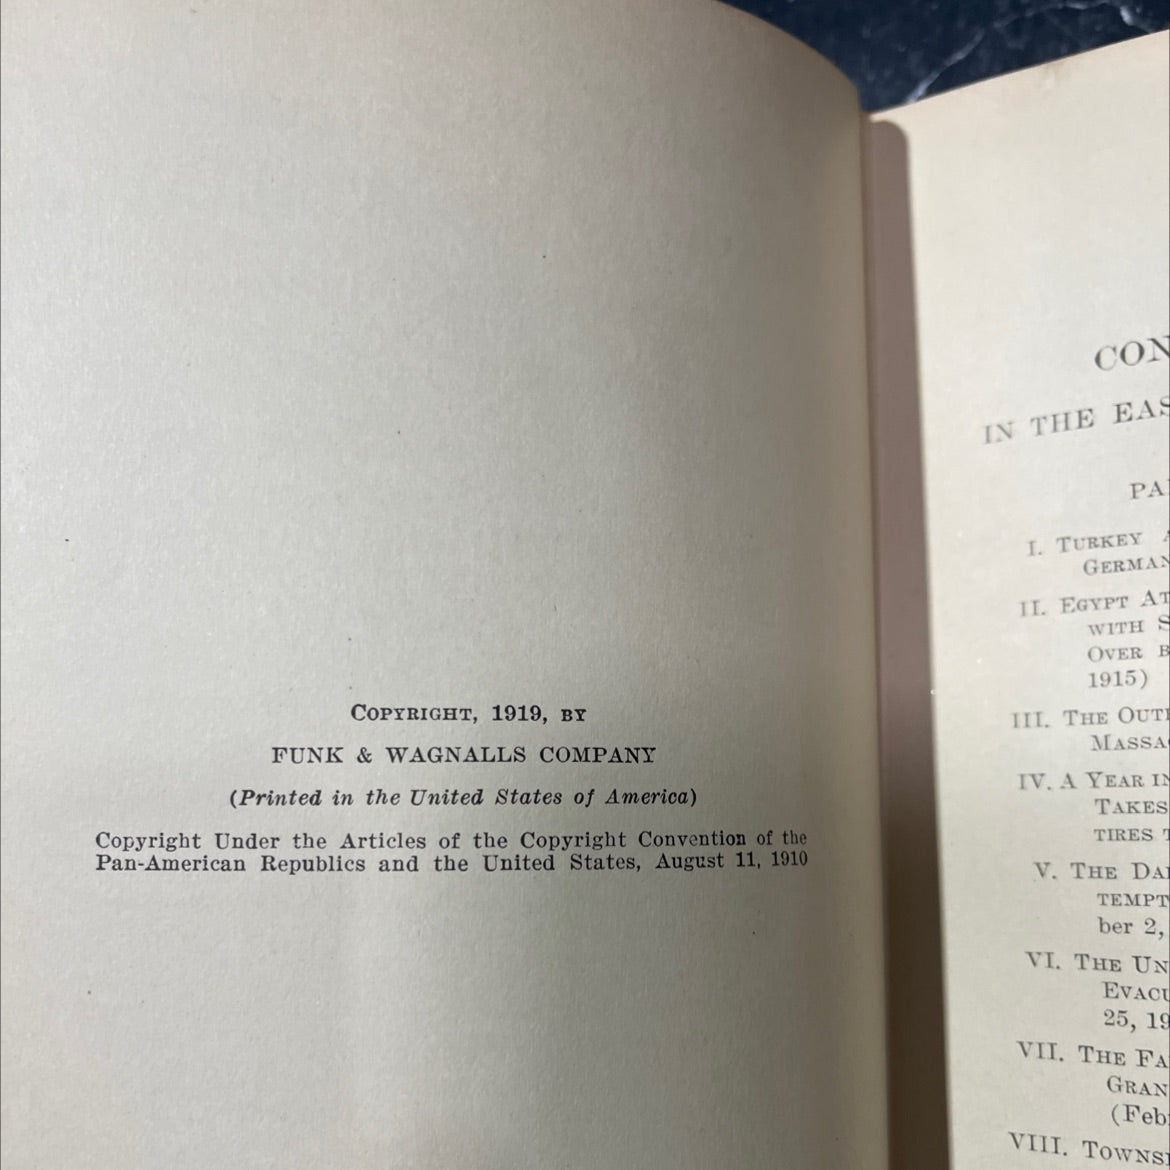 COPYRIGHT, 1919, BY
FUNK & WAGNALLS COMPANY
(Printed in the United States of America)
Copyright Under the Articles of the Copyright Convention of the
Pan-American Republics and the United States, August 11, 1910
CON
IN THE EAS
PA
I. TURKEY
GERMAN
II. EGYPT AT
WITH S
OVER B
1915)
III. THE OUT
MASSA
IV. A YEAR IN
TAKES
TIRES T
V. THE DA
TEMPT
ber 2,
VI. THE UN
EVACU
25, 19
VII. THE FA
GRAN
(Feb
VIII. TOWNS